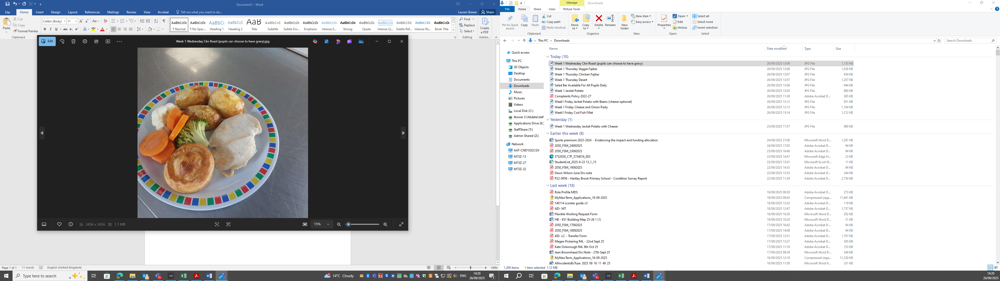 Document1 - Word
File Home Insert Design Layout References Mailings Review View Acrobat Tell me what you want to do... Lauren Bower Share
Paste Cut Copy Format Painter Clipboard
Calibri (Body) 11
AaBbCcDc AaBbCcDc AaBbCc AaBbCcD AaB AaBbCcD AaBbCcDc AaBbCcDc AaBbCcDc AaBbCcDc AaBbCcDc AaBbCcDc AaBbCcDc AaBbCcDc AaBbCcDc
¶ Normal ¶ No Spac... Heading 1 Heading 2 Title Subtitle Subtle Em... Emphasis Intense E... Strong Quote Intense Q... Subtle Ref... Intense Re... Book Title
Find Replace Select Editing
Create a PDF Adobe...
Edit
Week 1 Wednesday Ckn Roast (pupils can choose to have gravy).jpg
3456 x 3456 1.1 MB 19%
Page 1 of 1 11 words English (United Kingdom) 100%
Type here to search
14°C Cloudy ENG 14:20 26/09/2025
Manage Downloads
File Home Share View Picture Tools
Pin to Quick access Copy Paste Cut Copy path Paste shortcut Clipboard
Move to Copy to Delete Rename Organise
New folder New item Easy access New
Properties Open Edit History Open
Select all Select none Invert selection Select
This PC Downloads Search Downloads
Quick access
This PC
3D Objects
Desktop
Documents
Downloads
Music
Pictures
Videos
Local Disk (C:)
lbower (\\hbdata\staf
Applications Drive (K:
StaffShare (T:)
Admin Shared (Z:)
Network
AAT-CND1032CGV
M73Z-13
M73Z-27
M73Z-32
Name Date modified Type Size
Today (10)
Week 1 Wednesday Ckn Roast (pupils can choose to have gravy) 26/09/2025 13:09 JPG File 1,153 KB
Week 1 Thursday Veggie Fajitas 26/09/2025 13:08 JPG File 1,028 KB
Week 1 Thursday Chicken Fajitas 26/09/2025 13:07 JPG File 934 KB
Week 1 Thursday Desert 26/09/2025 13:07 JPG File 1,207 KB
Salad Bar Available For All Pupils Daily 26/09/2025 13:06 JPG File 944 KB
Week 1 Jacket Potato 26/09/2025 13:05 JPG File 980 KB
Complaints Policy 2022-27 26/09/2025 11:38 Adobe Acrobat D... 365 KB
Week1 Friday Jacket Potato with Beans (cheese optional) 26/09/2025 13:12 JPG File 951 KB
Week 1 Friday Cheese and Onion Pasty 26/09/2025 13:13 JPG File 1,184 KB
Week1 Friday Cod Fish Fillet 26/09/2025 13:14 JPG File 1,212 KB
Yesterday (1)
Week 1 Wednesday Jacket Potato with Cheese 25/09/2025 11:57 JPG File 980 KB
Earlier this week (8)
Sports premium 2023-2024 - Evidencing the impact and funding allocation 24/09/2025 21:00 Microsoft Word D... 1,281 KB
2050_FSM_24092025 24/09/2025 17:05 Adobe Acrobat D... 94 KB
2050_FSM_23092025 23/09/2025 16:40 Adobe Acrobat D... 94 KB
3732050_CTF_3734016_003 23/09/2025 14:47 Microsoft Edge H... 23 KB
StudentList_2025-9-23 13_1_15 23/09/2025 13:01 Microsoft Excel W... 11 KB
2050_FSM_19092025 22/09/2025 14:33 Adobe Acrobat D... 94 KB
Dawn Wilson June Drs note 22/09/2025 13:55 Adobe Acrobat D... 244 KB
P22-0956 - Hartley Brook Primary School - Condition Survey Report 22/09/2025 11:39 Adobe Acrobat D... 2,754 KB
Last week (18)
Role Profile MDS 19/09/2025 09:50 Adobe Acrobat D... 273 KB
MyNewTerm_Applications_19-09-2025 19/09/2025 09:45 Compressed (zipp... 11,661 KB
140114 scooter guide v3 18/09/2025 13:32 Adobe Acrobat D... 119 KB
4JD- MT 18/09/2025 12:47 Adobe Acrobat D... 1,737 KB
Flexible Working Request Form 18/09/2025 10:26 Microsoft Word D... 202 KB
HB - KS1 Building Map 25-26 1 (1) 18/09/2025 10:20 Microsoft Word D... 51 KB
2050_FSM_17092025 17/09/2025 16:42 Adobe Acrobat D... 94 KB
2050_FSM_16092025 17/09/2025 14:08 Adobe Acrobat D... 94 KB
4JD- LC - Transfer Form 17/09/2025 13:51 Adobe Acrobat D... 1,707 KB
Megan Pickering R4L - 22nd Sept 25 17/09/2025 13:27 Adobe Acrobat D... 305 KB
Kate Oxborough R4L 9th Oct 25 17/09/2025 11:18 Adobe Acrobat D... 153 KB
Jean Broomhead Drs Note - 27th Sept 25 17/09/2025 09:39 Microsoft Word D... 349 KB
MyNewTerm_Applications_16-09-2025 16/09/2025 12:19 Compressed (zipp... 11,230 KB
AllIncidentsByType_2025_09_16_11_49_25 16/09/2025 11:50 Microsoft Word 9... 331 KB
1,269 items 1 item selected 1.12 MB
14:20 26/09/2025